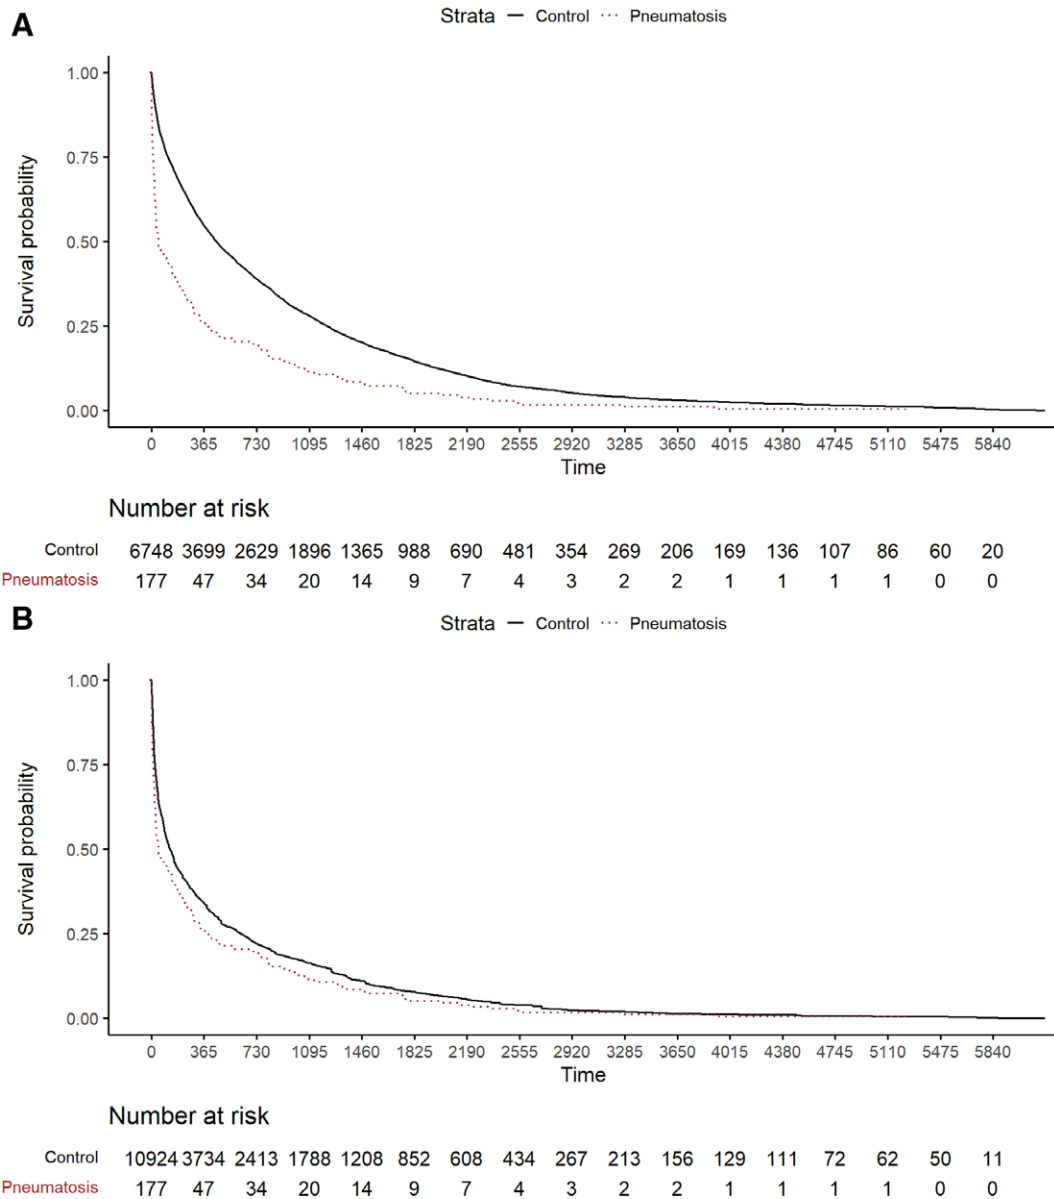 A
Strata Control Pneumatosis
1.00
0.75
0.50
0.25
0.00
Survival probability
0 365 730 1095 1460 1825 2190 2555 2920 3285 3650 4015 4380 4745 5110 5475 5840
Time
Number at risk
Control 6748 3699 2629 1896 1365 988 690 481 354 269 206 169 136 107 86 60 20
Pneumatosis 177 47 34 20 14 9 7 4 3 2 2 1 1 1 1 0 0
B
Strata Control Pneumatosis
1.00
0.75
0.50
0.25
0.00
Survival probability
0 365 730 1095 1460 1825 2190 2555 2920 3285 3650 4015 4380 4745 5110 5475 5840
Time
Number at risk
Control 10924 3734 2413 1788 1208 852 608 434 267 213 156 129 111 72 62 50 11
Pneumatosis 177 47 34 20 14 9 7 4 3 2 2 1 1 1 1 0 0